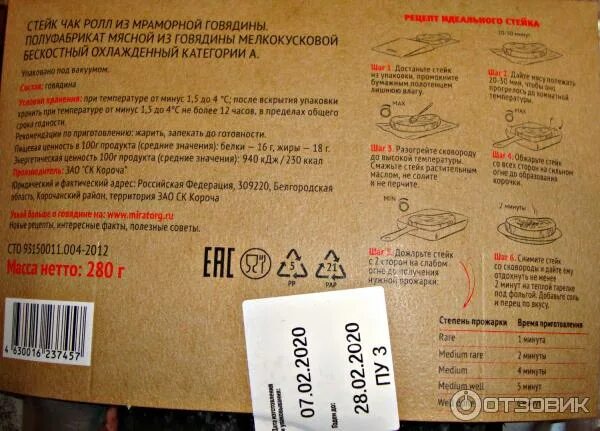 СТЕЙК ЧАК РОЛЛ ИЗ МРАМОРНОЙ ГОВЯДИНЫ.
ПОЛУФАБРИКАТ МЯСНОЙ ИЗ ГОВЯДИНЫ МЕЛКОКУСКОВОЙ
БЕСКОСТНЫЙ ОХЛАЖДЕННЫЙ КАТЕГОРИИ А.
Упаковано под вакуумом.
Состав: говядина
Условия хранения: при температуре от минус 1,5 до 4 °С; после вскрытия упаковки
хранить при температуре от минус 1,5 до 4°С не более 12 часов, в пределах общего
срока годности.
Рекомендации по приготовлению: жарить, запекать до готовности.
Пищевая ценность в 100г продукта (средние значения): белки — 16 г, жиры — 18 г.
Энергетическая ценность 100г продукта (средние значения): 940 кДж / 230 ккал
Производитель: ЗАО "СК Короча"
Юридический и фактический адрес: Российская Федерация, 309220, Белгородская
область, Корочанский район, территория ЗАО СК Короча
Узнай больше о говядине на: www.miratorg.ru
Новые рецепты, интересные факты, полезные советы.
СТО 93150011.004-2012
Масса нетто: 280 г
EAC
5
PP
21
PAP
4 630016 237457
Дата изготовления
и упаковывания:
07.02.2020
Годен до:
28.02.2020
ПУ 3
РЕЦЕПТ ИДЕАЛЬНОГО СТЕЙКА
20-30 минут
Шаг 1. Достаньте стейк
из упаковки, промокните
бумажным полотенцем
лишнюю влагу.
Шаг 2. Дайте мясу полежать
20-30 мин, чтобы оно
прогрелось до комнатной
температуры.
MAX
MAX
Шаг 3. Разогрейте сковороду
до высокой температуры.
Смажьте стейк растительным
маслом, не солите
и не перчите.
Шаг 4. Обжарьте стейк
со всех сторон на сильном
огне до образования
корочки.
MIN
2 минуты
Шаг 5. Дожарьте стейк
с 2 сторон на слабом
огне до получения
нужной прожарки.
Шаг 6. Снимите стейк
со сковороды и дайте ему
отдохнуть не менее
2 минут на теплой тарелке
под фольгой. Добавьте соль
и перец по вкусу.
Степень прожарки Время приготовления
Rare 1 минута
Medium rare 2 минуты
Medium 4 минуты
Medium well 5 минут
Well
ОТЗОВИК